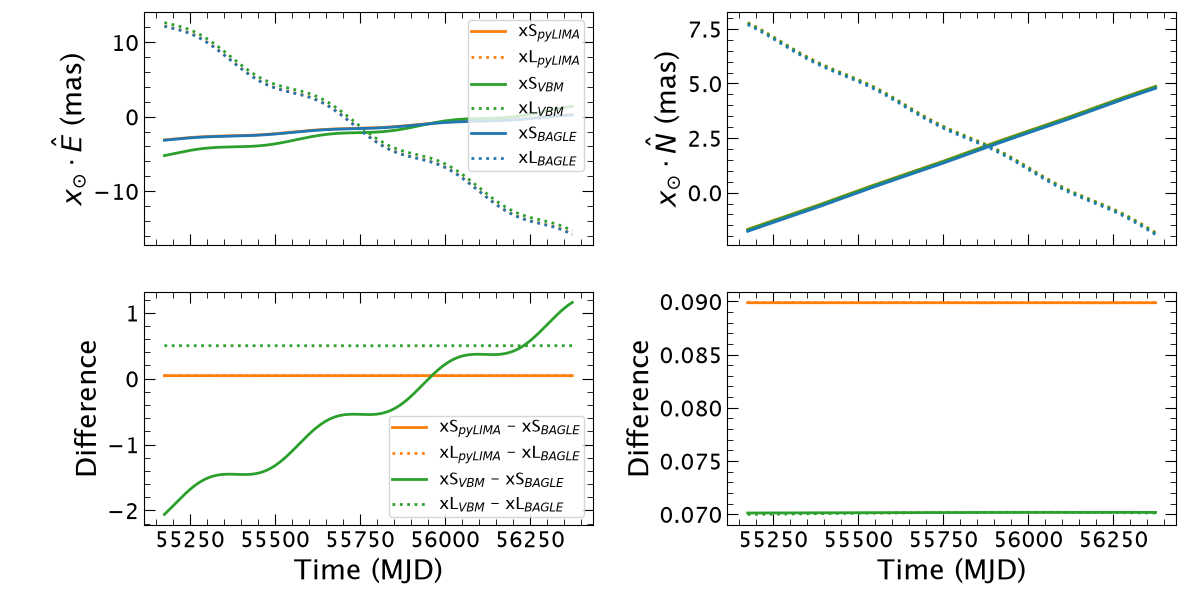 10
0
−10
x⊙ · Ê (mas)
xS_pyLIMA
xL_pyLIMA
xS_VBM
xL_VBM
xS_BAGLE
xL_BAGLE
7.5
5.0
2.5
0.0
x⊙ · N̂ (mas)
1
0
−1
−2
Difference
xS_pyLIMA − xS_BAGLE
xL_pyLIMA − xL_BAGLE
xS_VBM − xS_BAGLE
xL_VBM − xL_BAGLE
55250 55500 55750 56000 56250
Time (MJD)
0.090
0.085
0.080
0.075
0.070
Difference
55250 55500 55750 56000 56250
Time (MJD)